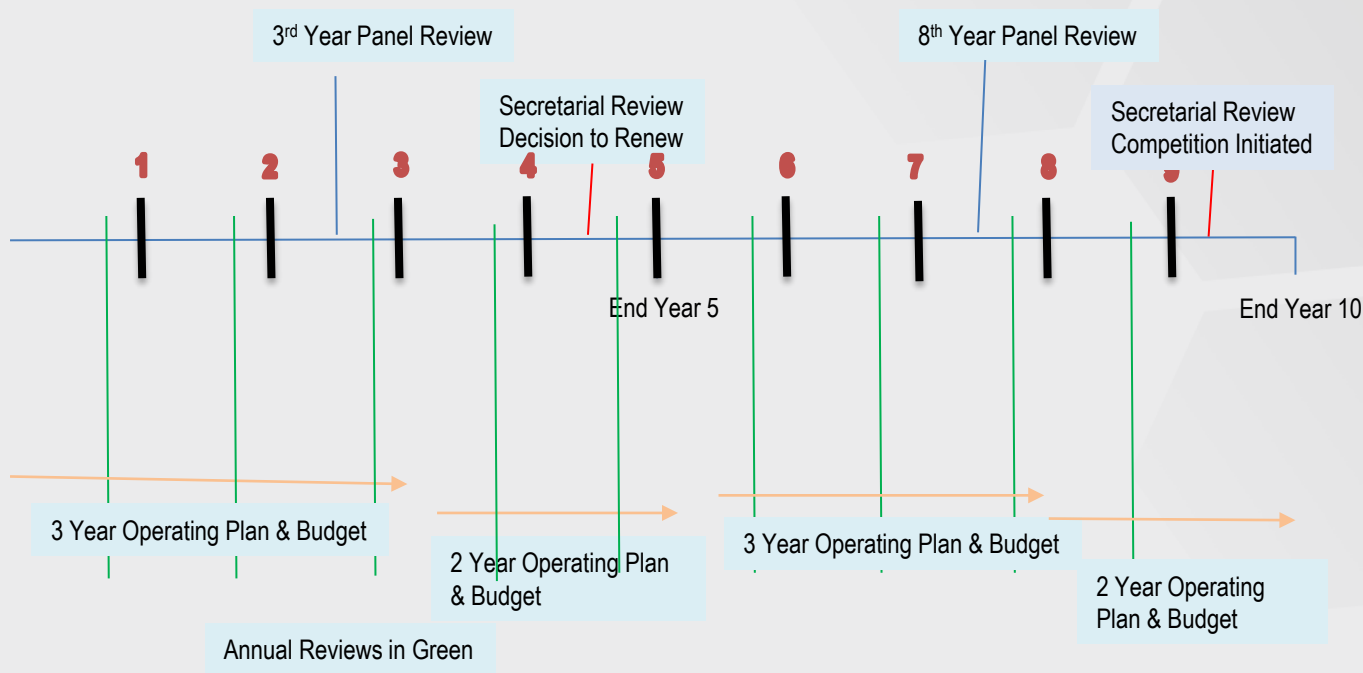 3rd Year Panel Review
8th Year Panel Review
Secretarial Review
Decision to Renew
Secretarial Review
Competition Initiated
1 2 3 4 5 6 7 8 9
End Year 5
End Year 10
3 Year Operating Plan & Budget
2 Year Operating Plan
& Budget
3 Year Operating Plan & Budget
2 Year Operating
Plan & Budget
Annual Reviews in Green